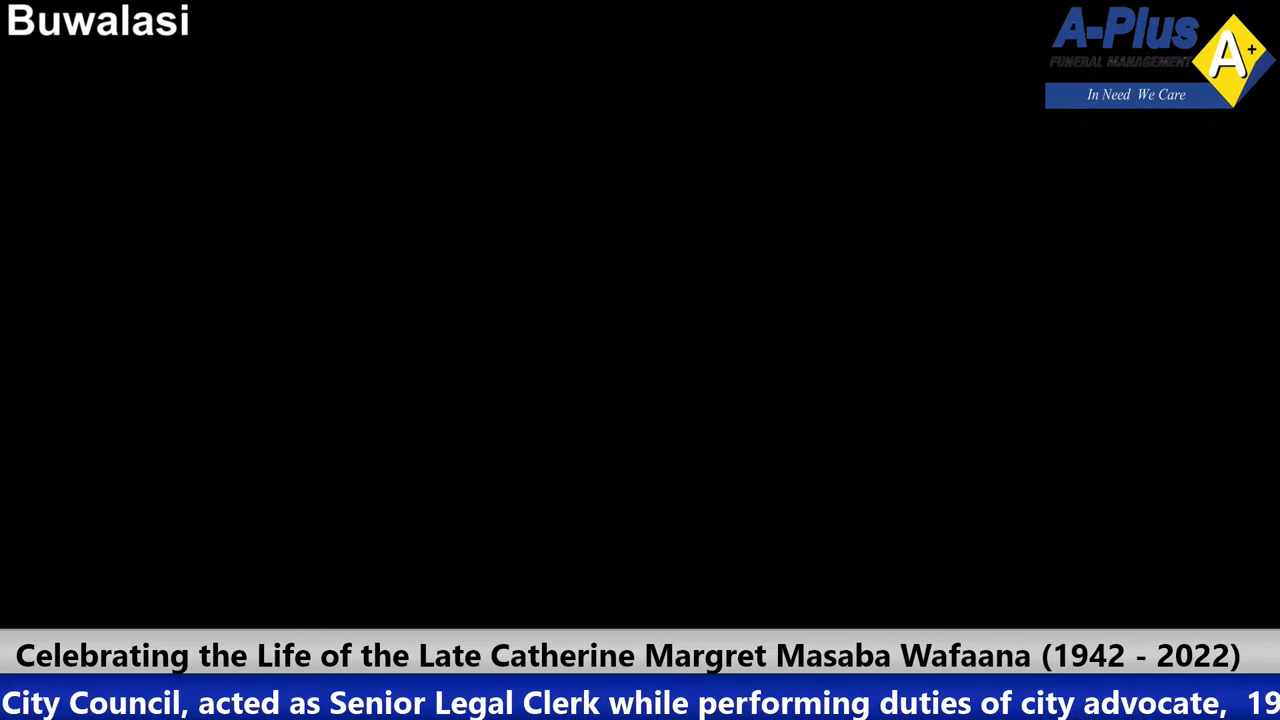 Buwalasi
A-Plus
FUNERAL MANAGEMENT
A+
In Need We Care
Celebrating the Life of the Late Catherine Margret Masaba Wafaana (1942 - 2022)
City Council, acted as Senior Legal Clerk while performing duties of city advocate, 19